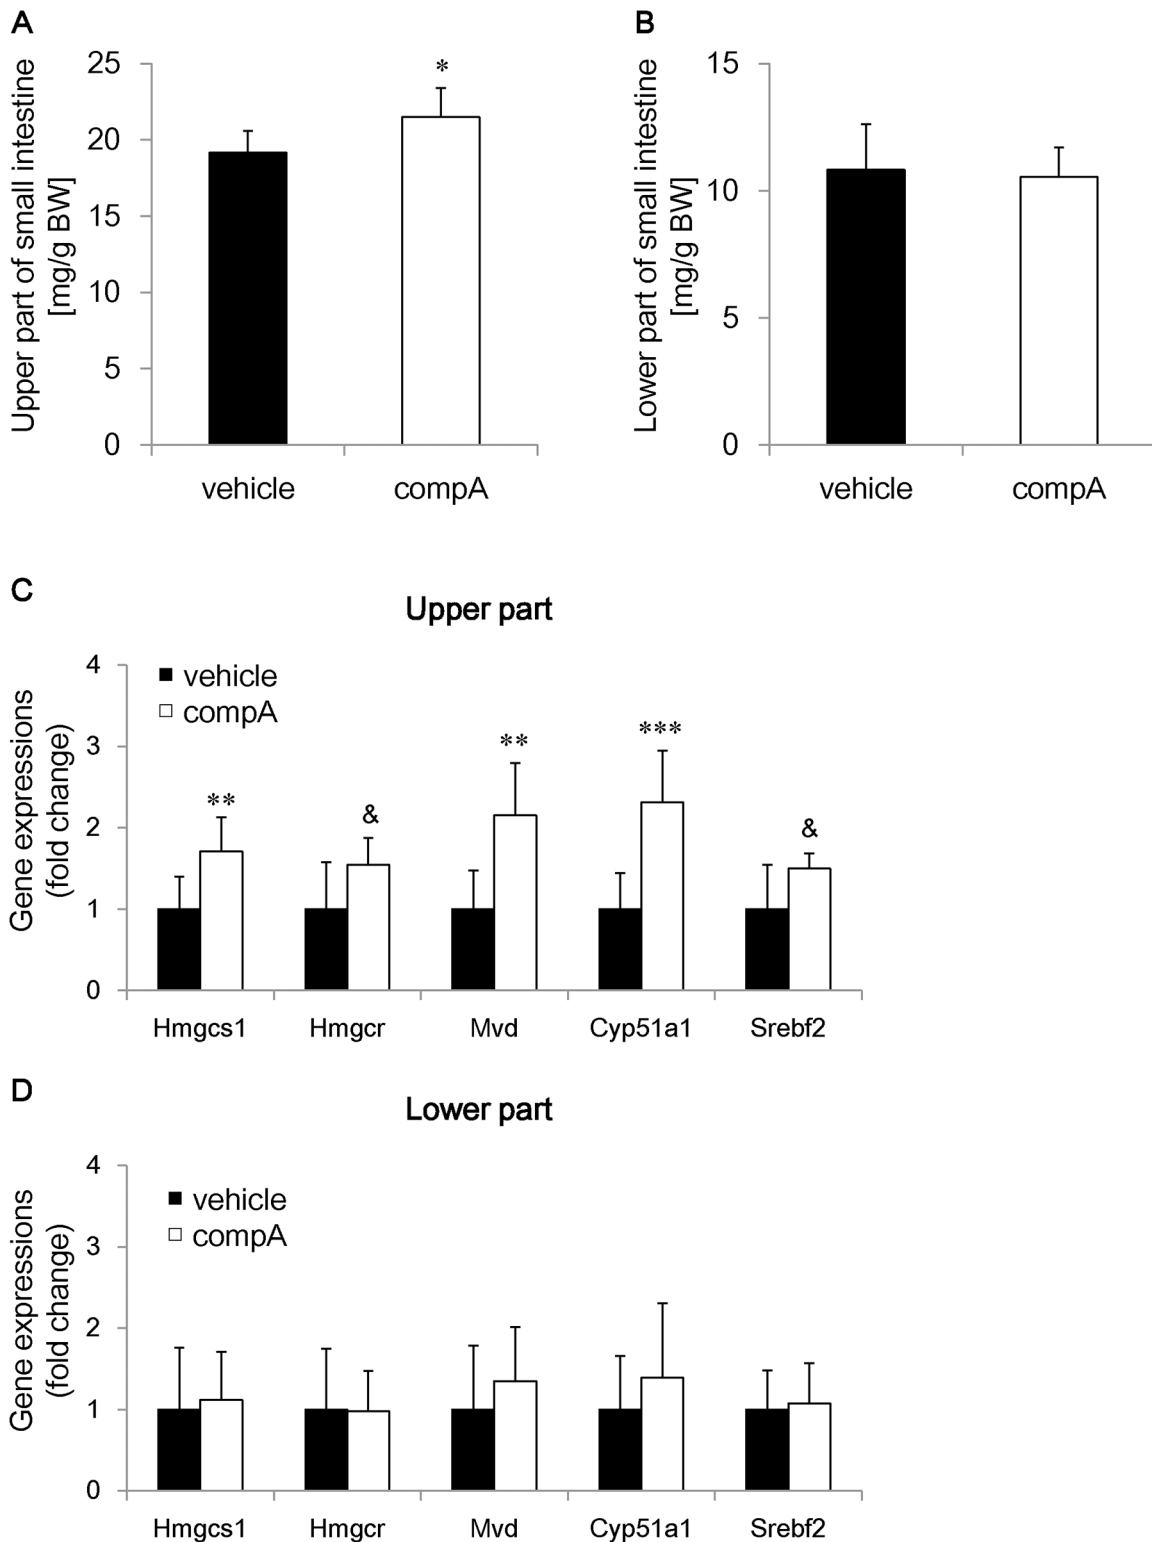 A
Upper part of small intestine
[mg/g BW]
25
20
15
10
5
0
*
vehicle
compA
B
Lower part of small intestine
[mg/g BW]
15
10
5
0
vehicle
compA
C
Upper part
Gene expressions
(fold change)
4
3
2
1
0
vehicle
compA
**
&
**
***
&
Hmgcs1
Hmgcr
Mvd
Cyp51a1
Srebf2
D
Lower part
Gene expressions
(fold change)
4
3
2
1
0
vehicle
compA
Hmgcs1
Hmgcr
Mvd
Cyp51a1
Srebf2